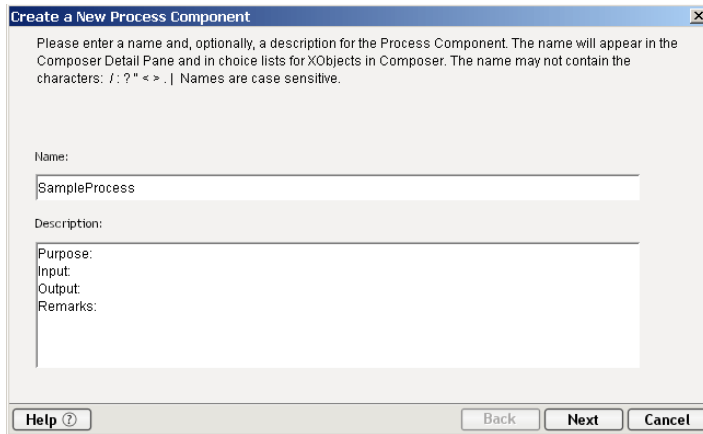 Create a New Process Component
Please enter a name and, optionally, a description for the Process Component. The name will appear in the
Composer Detail Pane and in choice lists for XObjects in Composer. The name may not contain the
characters: / : ? " < > . | Names are case sensitive.
Name:
SampleProcess
Description:
Purpose:
Input:
Output:
Remarks:
Help ?
Back
Next
Cancel